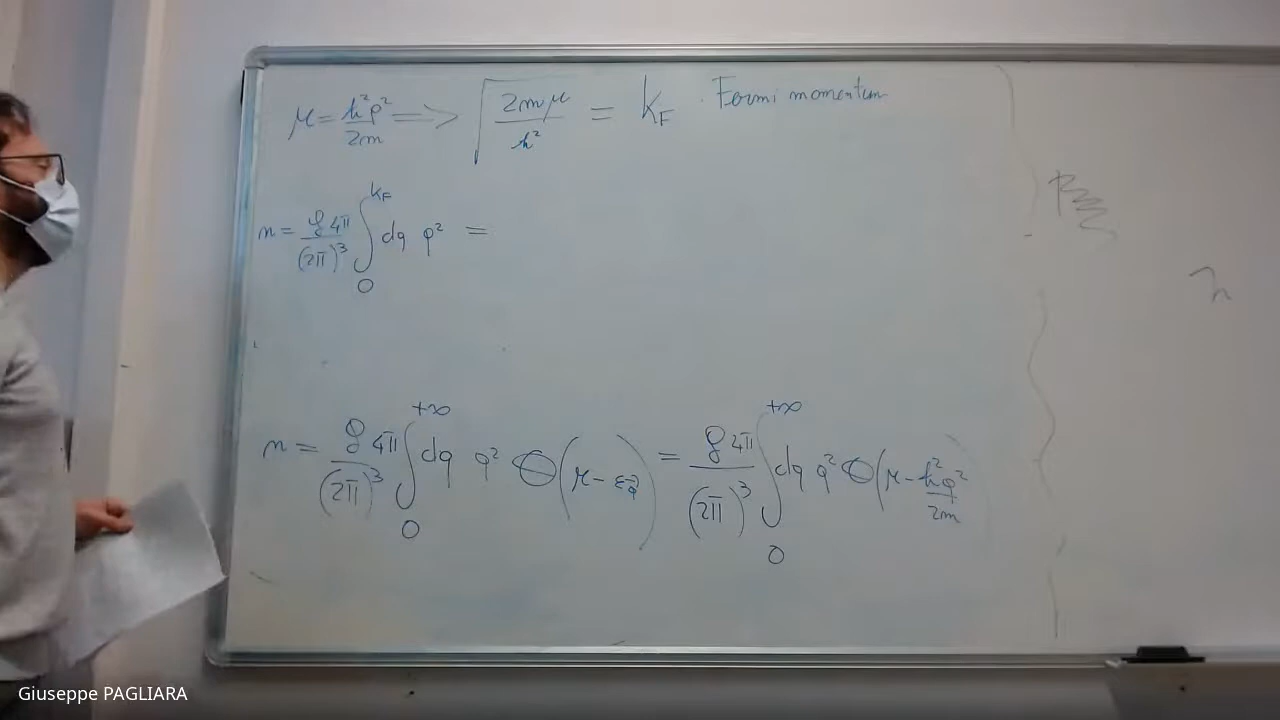 μ = ħ²q²/2m => √(2mμ/ħ²) = k_F · Fermi momentum
n = g4π/(2π)³ ∫₀^{k_F} dq q² =
n = g4π/(2π)³ ∫₀^{+∞} dq q² Θ(μ - ε_q⃗) = g4π/(2π)³ ∫₀^{+∞} dq q² Θ(μ - ħ²q²/2m
Giuseppe PAGLIARA